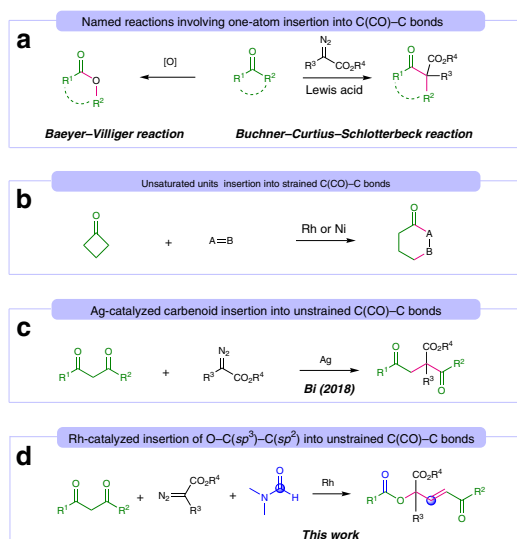 Named reactions involving one-atom insertion into C(CO)–C bonds
a
O
R¹
O
R²
[O]
O
R¹
R²
N₂
R³
CO₂R⁴
Lewis acid
O
CO₂R⁴
R¹
R³
R²
Baeyer–Villiger reaction
Buchner–Curtius–Schlotterbeck reaction
Unsaturated units insertion into strained C(CO)–C bonds
b
O
+
A=B
Rh or Ni
O
A
B
Ag-catalyzed carbenoid insertion into unstrained C(CO)–C bonds
c
O
O
R¹
R²
+
N₂
R³
CO₂R⁴
Ag
Bi (2018)
O
CO₂R⁴
R¹
R²
R³
O
Rh-catalyzed insertion of O–C(sp³)–C(sp²) into unstrained C(CO)–C bonds
d
O
O
R¹
R²
+
N₂
CO₂R⁴
R³
+
N
O
H
Rh
This work
O
CO₂R⁴
R¹
O
R³
R²
O